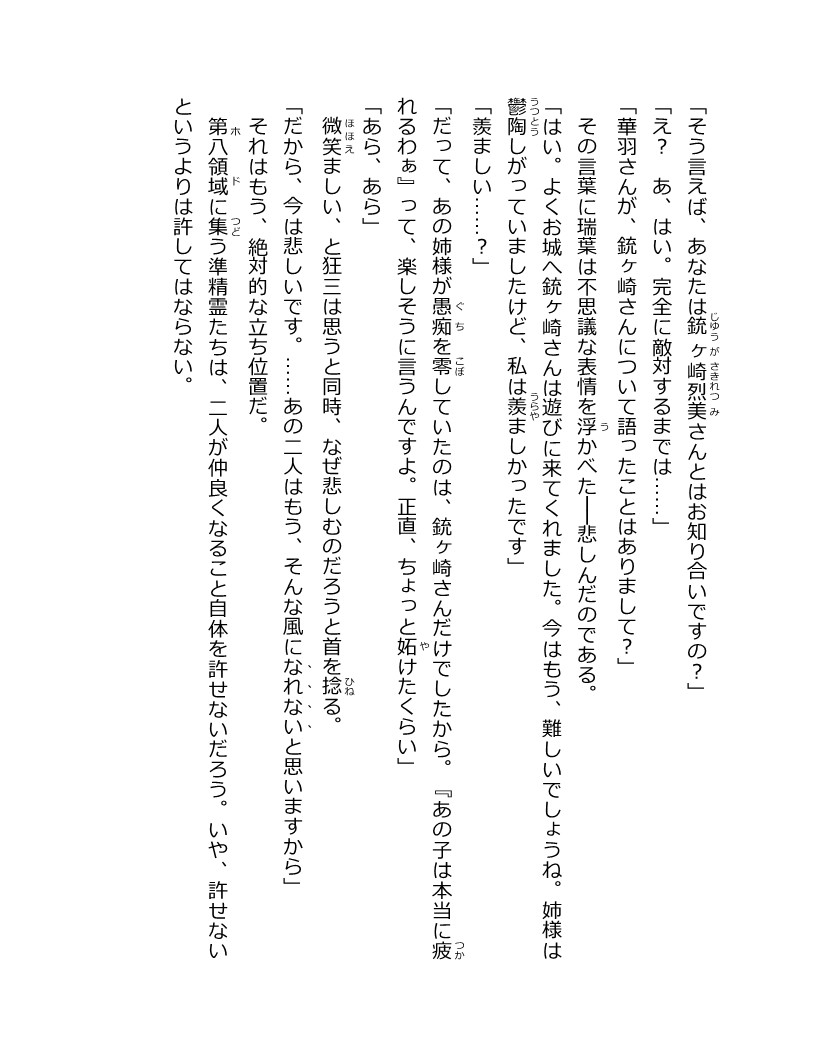 「そう言えば、あなたは銃ヶ崎烈美さんとはお知り合いですの？」
「え？　あ、はい。完全に敵対するまでは……」
「華羽さんが、銃ヶ崎さんについて語ったことはありまして？」
　その言葉に瑞葉は不思議な表情を浮かべた――悲しんだのである。
「はい。よくお城へ銃ヶ崎さんは遊びに来てくれました。今はもう、難しいでしょうね。姉様は
鬱陶しがっていましたけど、私は羨ましかったです」
「羨ましい……？」
「だって、あの姉様が愚痴を零していたのは、銃ヶ崎さんだけでしたから。『あの子は本当に疲
れるわぁ』って、楽しそうに言うんですよ。正直、ちょっと妬けたくらい」
「あら、あら」
　微笑ましい、と狂三は思うと同時、なぜ悲しむのだろうと首を捻る。
「だから、今は悲しいです。……あの二人はもう、そんな風になれないと思いますから」
　それはもう、絶対的な立ち位置だ。
　第八領域に集う準精霊たちは、二人が仲良くなること自体を許せないだろう。いや、許せない
というよりは許してはならない。